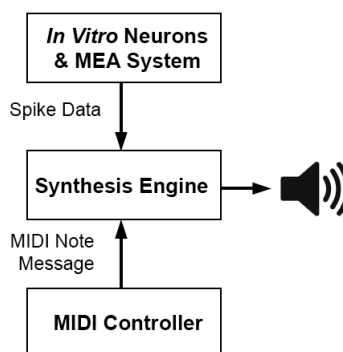 In Vitro Neurons
& MEA System
Spike Data
Synthesis Engine
MIDI Note
Message
MIDI Controller